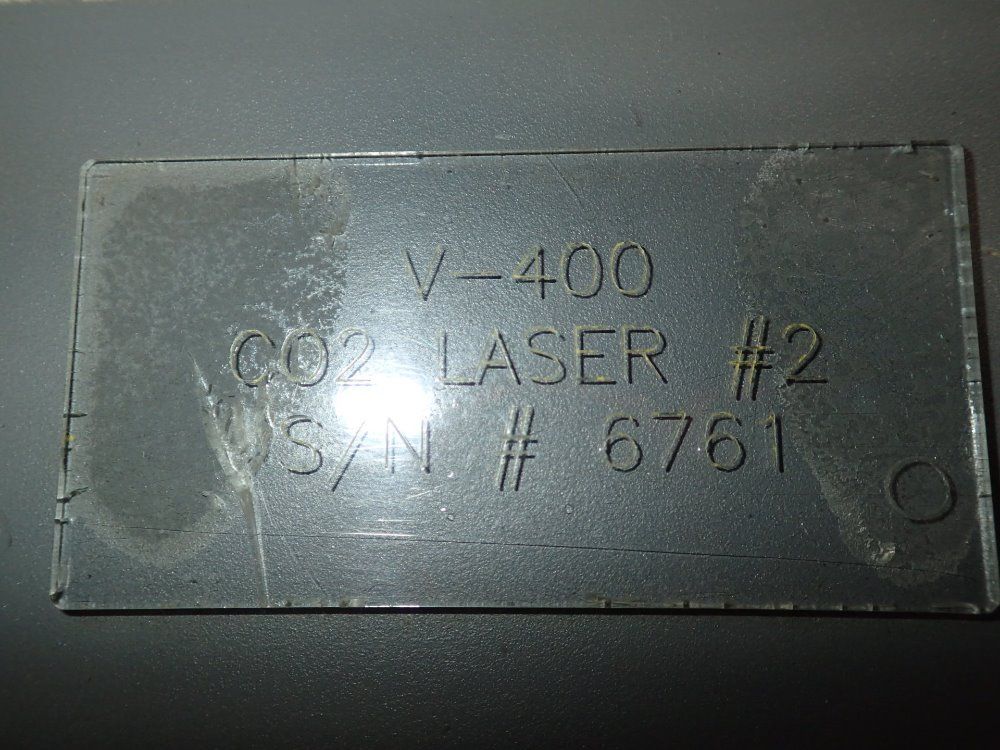 V-400
CO2 LASER #2
S/N # 6761